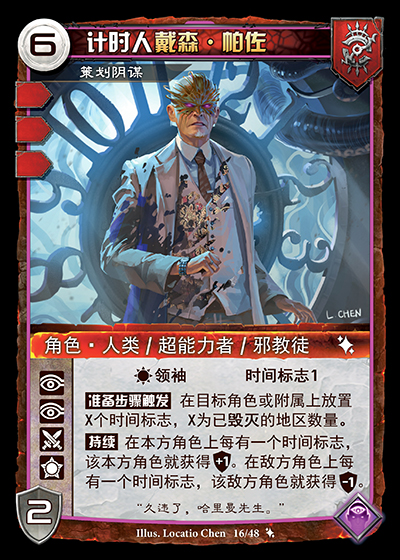 6
计时人戴森·帕佐
策划阴谋
L CHEN
角色·人类/超能力者/邪教徒
领袖 时间标志1
准备步骤触发 在目标角色或附属上放置
X个时间标志,X为已毁灭的地区数量。
持续 在本方角色上每有一个时间标志,
该本方角色就获得+1。在敌方角色上每
有一个时间标志,该敌方角色就获得-1。
“久违了,哈里曼先生。”
2
Illus. Locatio Chen 16/48